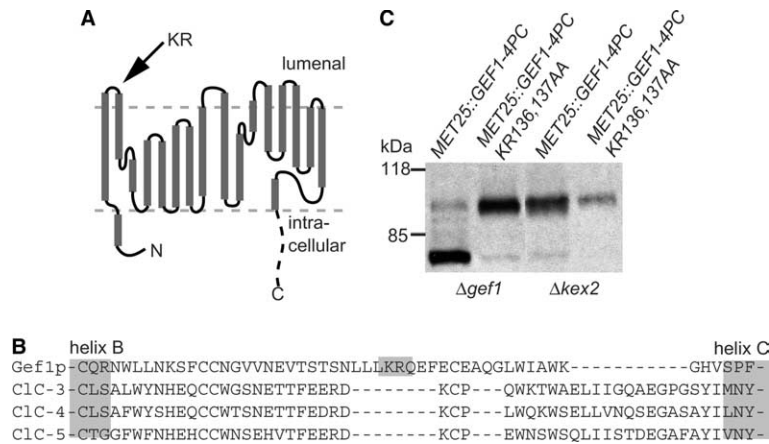 A
KR
lumenal
N
intra-
cellular
C
C
MET25::GEF1-4PC
MET25::GEF1-4PC
KR136,137AA
MET25::GEF1-4PC
MET25::GEF1-4PC
KR136,137AA
kDa
118
85
Δgef1 Δkex2
B helix B helix C
Gef1p -CQRNWLLNKSFCCNGVVNEVTSTSNLLLLKRQEFECEAQGLWIAWK----------GHVSPF-
ClC-3 -CLSALWYNHEQCCWGSNETTFEERD---------KCP---QWKTWAELIIGQAEGPGSYIMNY-
ClC-4 -CLSAFWYSHEQCCWTSNETTFEDRD---------KCP---LWQKWSELLVNQSEGASAYILNY-
ClC-5 -CTGGFWFNHEHCCWNSEHVTFEERD---------KCP---EWNSWSQLIISTDEGAFAYIVNY-